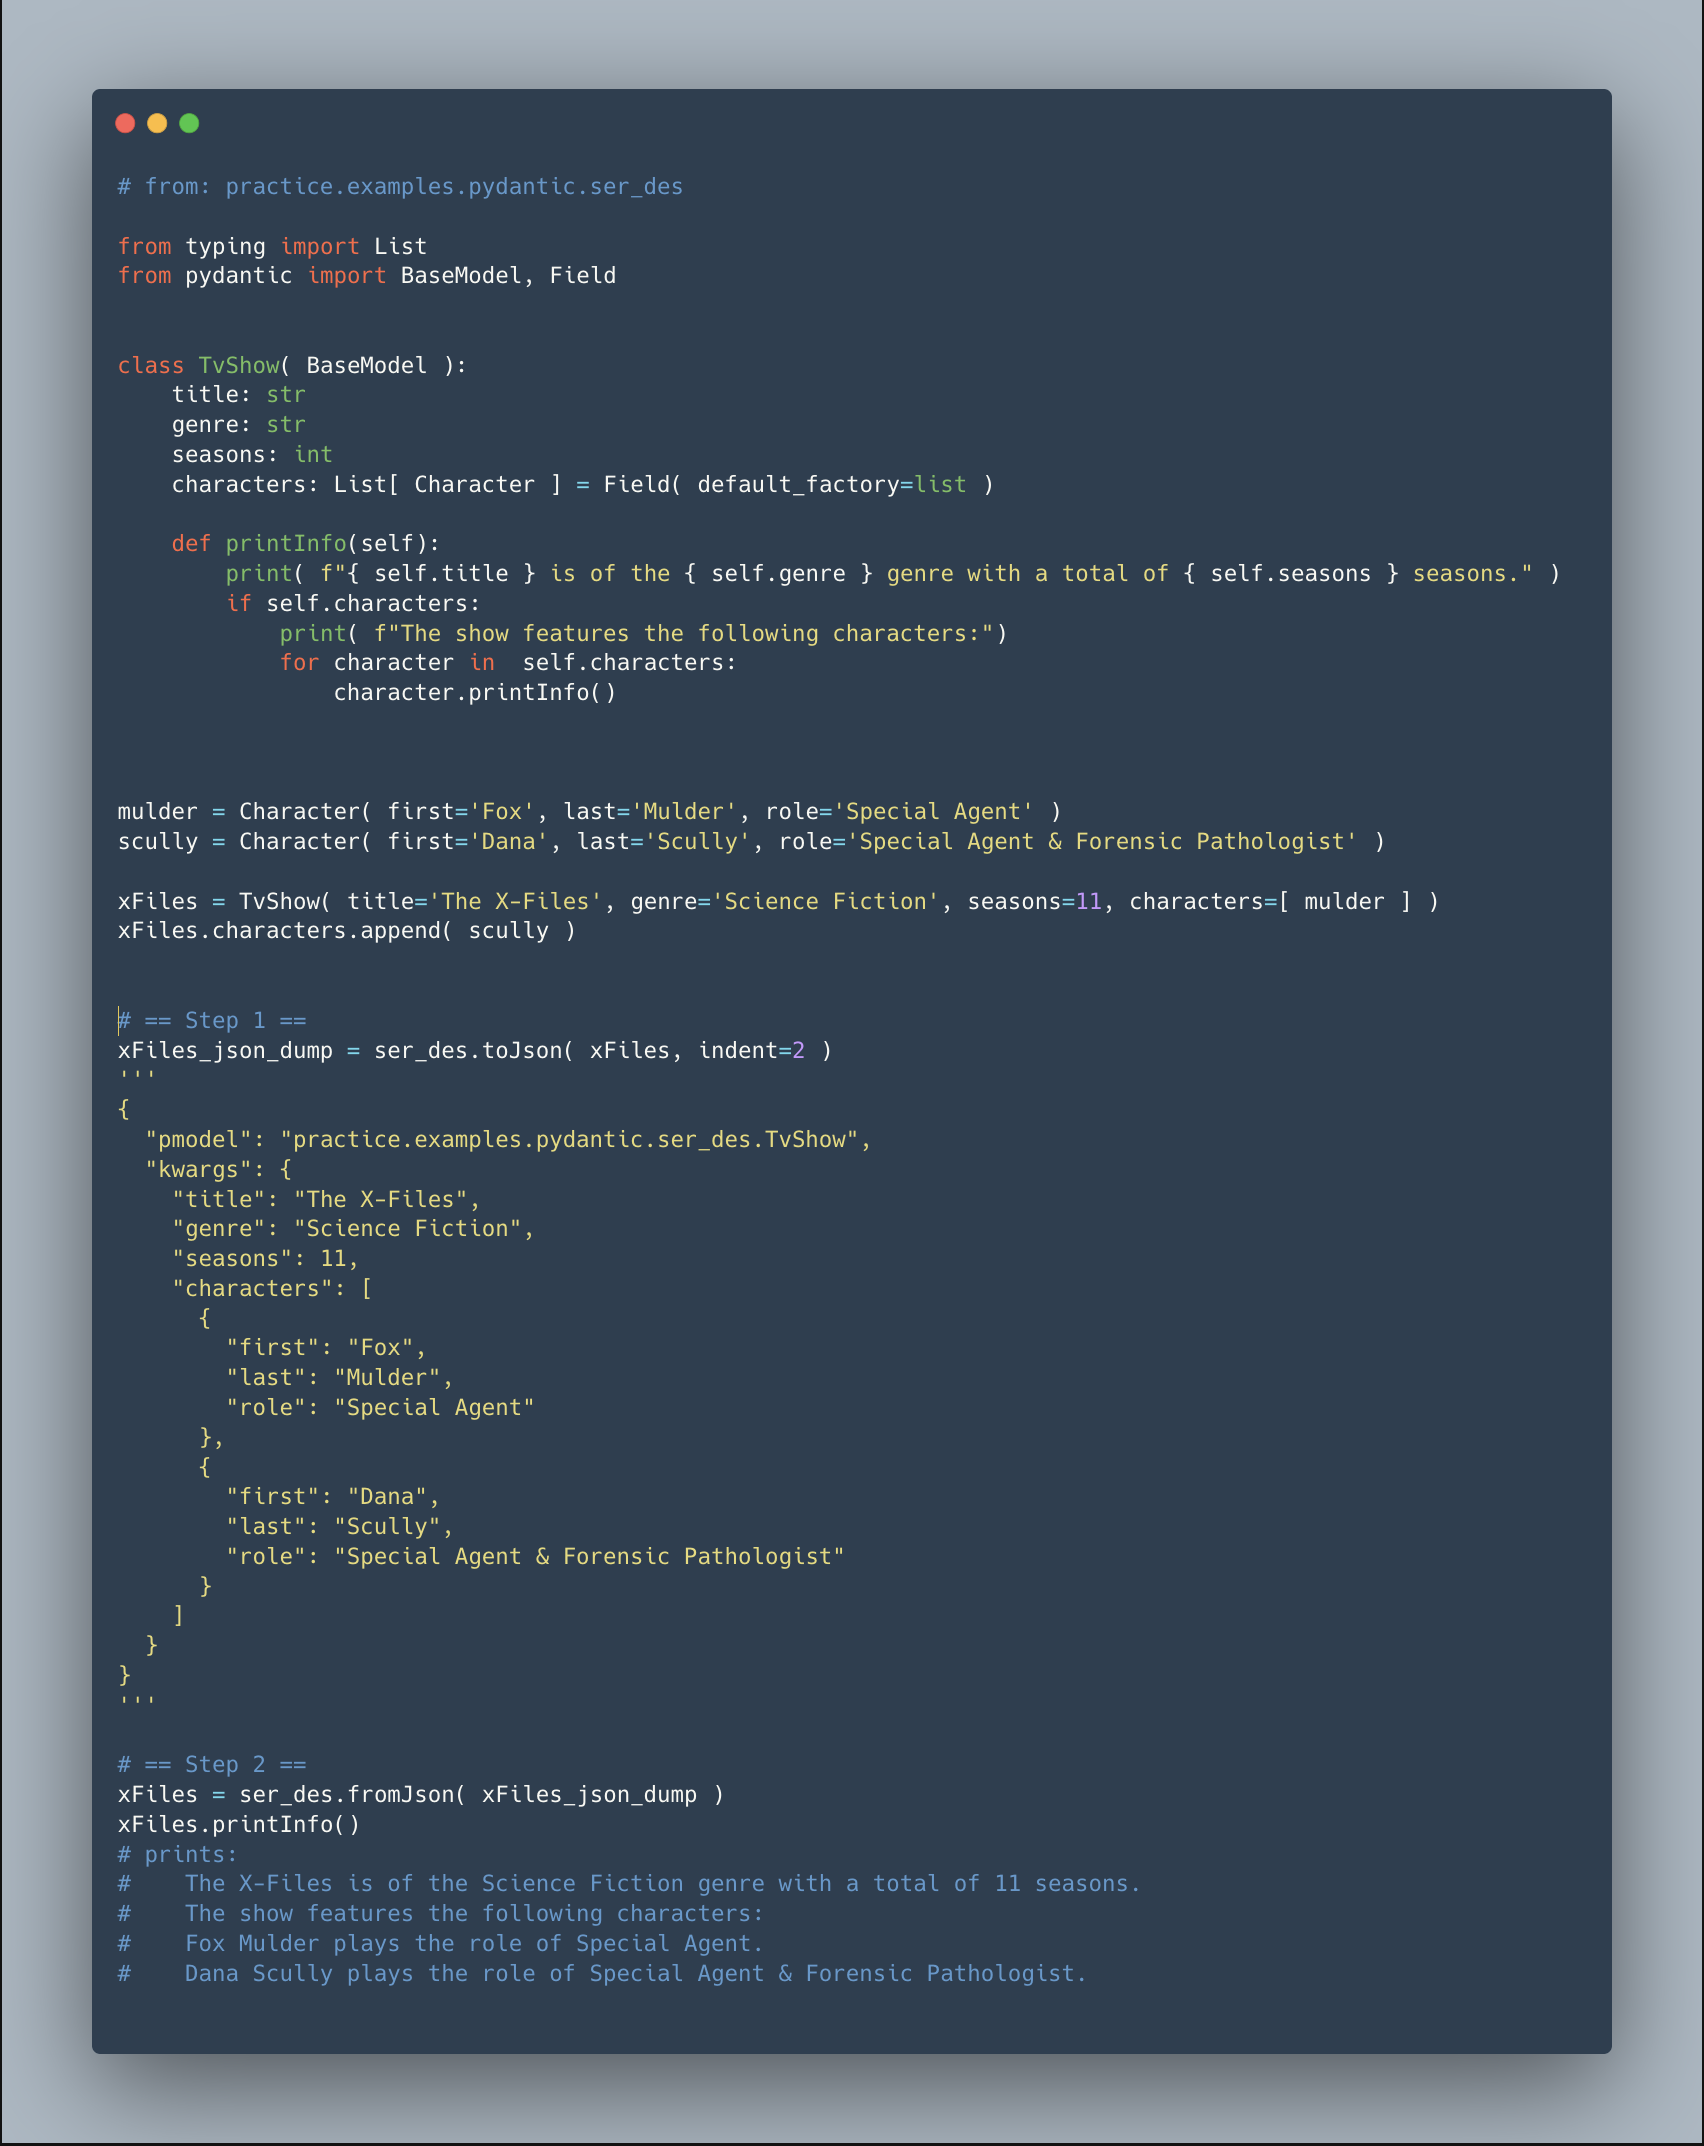 # from: practice.examples.pydantic.ser_des
from typing import List
from pydantic import BaseModel, Field
class TvShow( BaseModel ):
    title: str
    genre: str
    seasons: int
    characters: List[ Character ] = Field( default_factory=list )
    def printInfo(self):
        print( f"{ self.title } is of the { self.genre } genre with a total of { self.seasons } seasons." )
        if self.characters:
            print( f"The show features the following characters:")
            for character in  self.characters:
                character.printInfo()
mulder = Character( first='Fox', last='Mulder', role='Special Agent' )
scully = Character( first='Dana', last='Scully', role='Special Agent & Forensic Pathologist' )
xFiles = TvShow( title='The X-Files', genre='Science Fiction', seasons=11, characters=[ mulder ] )
xFiles.characters.append( scully )
# == Step 1 ==
xFiles_json_dump = ser_des.toJson( xFiles, indent=2 )
'''
{
  "pmodel": "practice.examples.pydantic.ser_des.TvShow",
  "kwargs": {
    "title": "The X-Files",
    "genre": "Science Fiction",
    "seasons": 11,
    "characters": [
      {
        "first": "Fox",
        "last": "Mulder",
        "role": "Special Agent"
      },
      {
        "first": "Dana",
        "last": "Scully",
        "role": "Special Agent & Forensic Pathologist"
      }
    ]
  }
}
'''
# == Step 2 ==
xFiles = ser_des.fromJson( xFiles_json_dump )
xFiles.printInfo()
# prints:
#    The X-Files is of the Science Fiction genre with a total of 11 seasons.
#    The show features the following characters:
#    Fox Mulder plays the role of Special Agent.
#    Dana Scully plays the role of Special Agent & Forensic Pathologist.